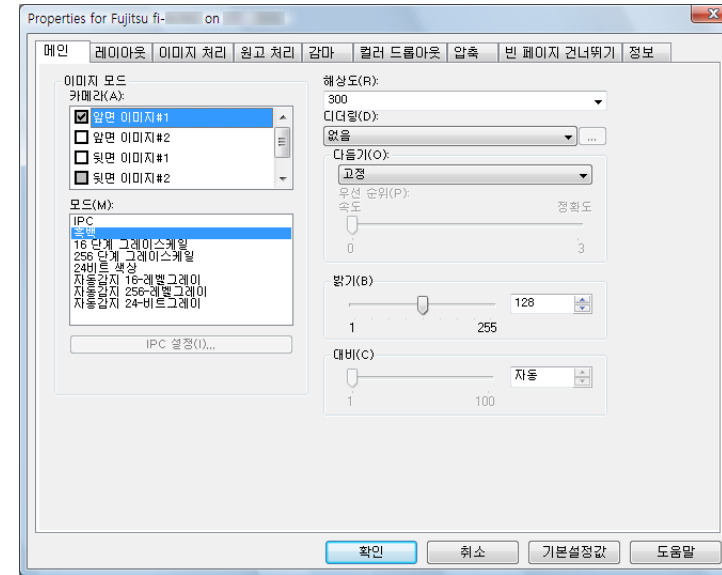 Properties for Fujitsu fi- on
메인 레이아웃 이미지 처리 원고 처리 감마 컬러 드롭아웃 압축 빈 페이지 건너뛰기 정보
이미지 모드
카메라(A):
앞면 이미지#1
앞면 이미지#2
뒷면 이미지#1
뒷면 이미지#2
모드(M):
IPC
흑백
16 단계 그레이스케일
256 단계 그레이스케일
24비트 색상
자동감지 16-레벨그레이
자동감지 256-레벨그레이
자동감지 24-비트그레이
IPC 설정(I)...
해상도(R):
300
디더링(D):
없음
...
다듬기(O):
고정
우선 순위(P):
속도 정확도
0 3
밝기(B)
128
1 255
대비(C)
자동
1 100
확인 취소 기본설정값 도움말